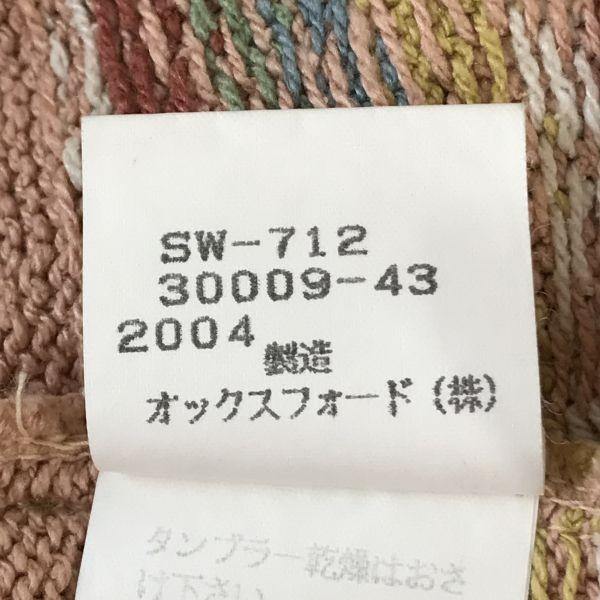 SW-712
30009-43
2004
製造
オックスフォード(株)
タンブラー乾燥はおさ
け下さい